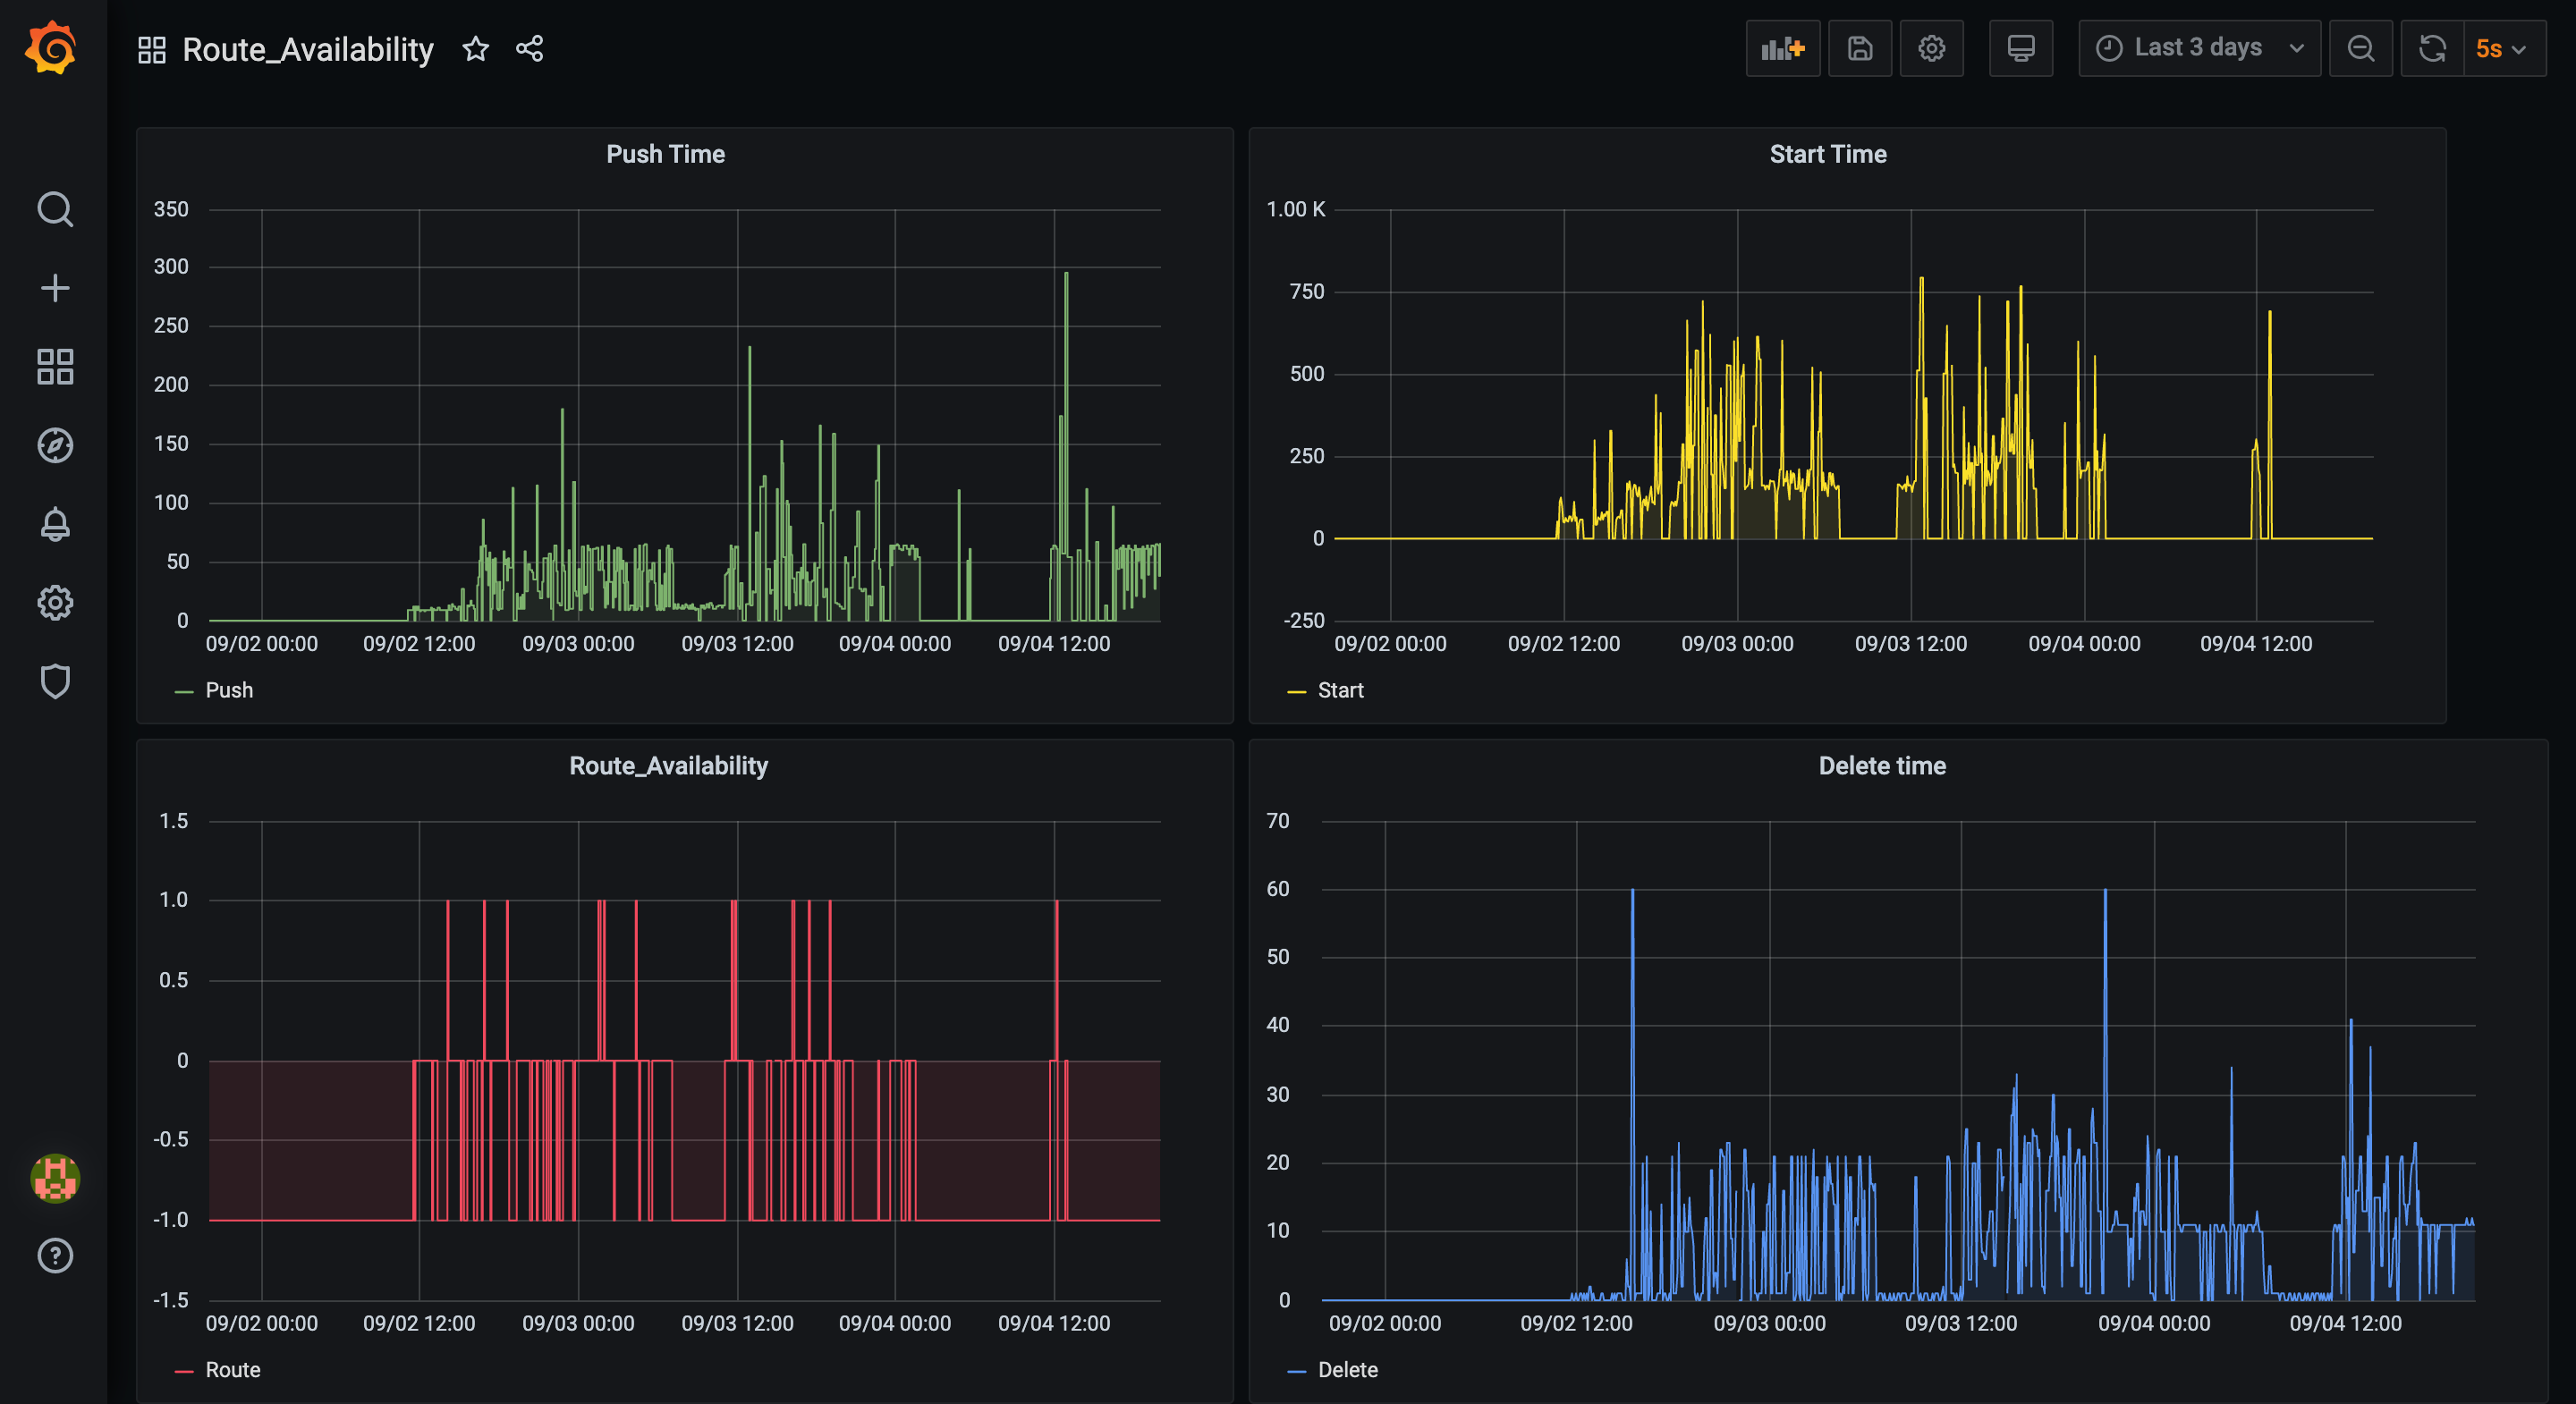 Route_Availability
Last 3 days
5s
Push Time
350
300
250
200
150
100
50
0
09/02 00:00 09/02 12:00 09/03 00:00 09/03 12:00 09/04 00:00 09/04 12:00
Push
Start Time
1.00 K
750
500
250
0
-250
09/02 00:00 09/02 12:00 09/03 00:00 09/03 12:00 09/04 00:00 09/04 12:00
Start
Route_Availability
1.5
1.0
0.5
0
-0.5
-1.0
-1.5
09/02 00:00 09/02 12:00 09/03 00:00 09/03 12:00 09/04 00:00 09/04 12:00
Route
Delete time
70
60
50
40
30
20
10
0
09/02 00:00 09/02 12:00 09/03 00:00 09/03 12:00 09/04 00:00 09/04 12:00
Delete